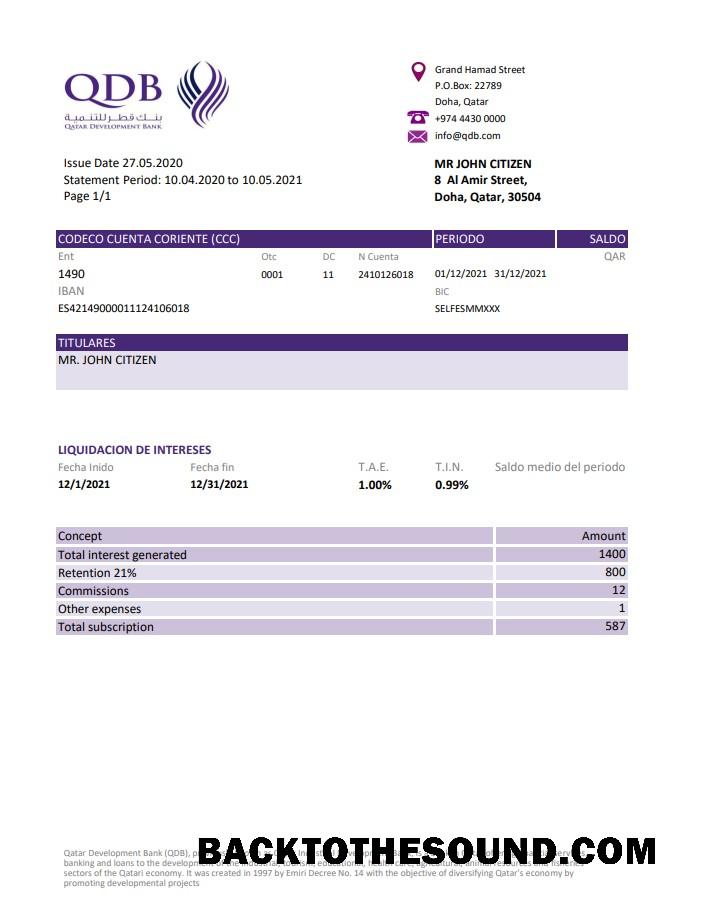 QDB
بنك قطر للتنمية
QATAR DEVELOPMENT BANK
Grand Hamad Street
P.O.Box: 22789
Doha, Qatar
+974 4430 0000
info@qdb.com
Issue Date 27.05.2020
Statement Period: 10.04.2020 to 10.05.2021
Page 1/1
MR JOHN CITIZEN
8 Al Amir Street,
Doha, Qatar, 30504
CODECO CUENTA CORIENTE (CCC) PERIODO SALDO
Ent Otc DC N Cuenta QAR
1490 0001 11 2410126018 01/12/2021 31/12/2021
IBAN BIC
ES42149000011124106018 SELFESMMXXX
TITULARES
MR. JOHN CITIZEN
LIQUIDACION DE INTERESES
Fecha Inido Fecha fin T.A.E. T.I.N. Saldo medio del periodo
12/1/2021 12/31/2021 1.00% 0.99%
Concept Amount
Total interest generated 1400
Retention 21% 800
Commissions 12
Other expenses 1
Total subscription 587
BACKTOTHESOUND.COM
Qatar Development Bank (QDB),
banking and loans to the development of the
sectors of the Qatari economy. It was created in 1997 by Emiri Decree No. 14 with the objective of diversifying Qatar's economy by
promoting developmental projects